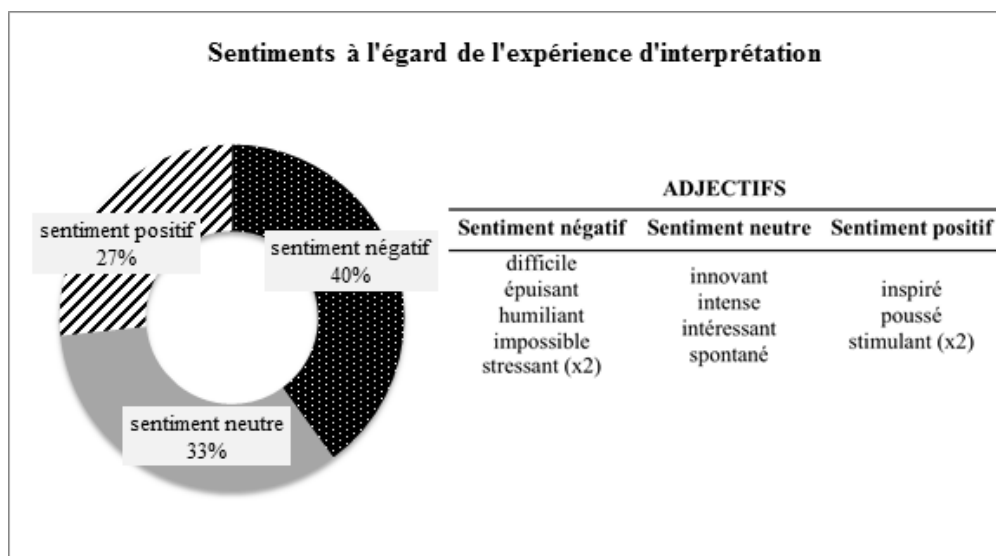 Sentiments à l'égard de l'expérience d'interprétation
sentiment positif
27%
sentiment négatif
40%
sentiment neutre
33%
ADJECTIFS
Sentiment négatif Sentiment neutre Sentiment positif
difficile
épuisant
humiliant
impossible
stressant (x2)
innovant
intense
intéressant
spontané
inspiré
poussé
stimulant (x2)